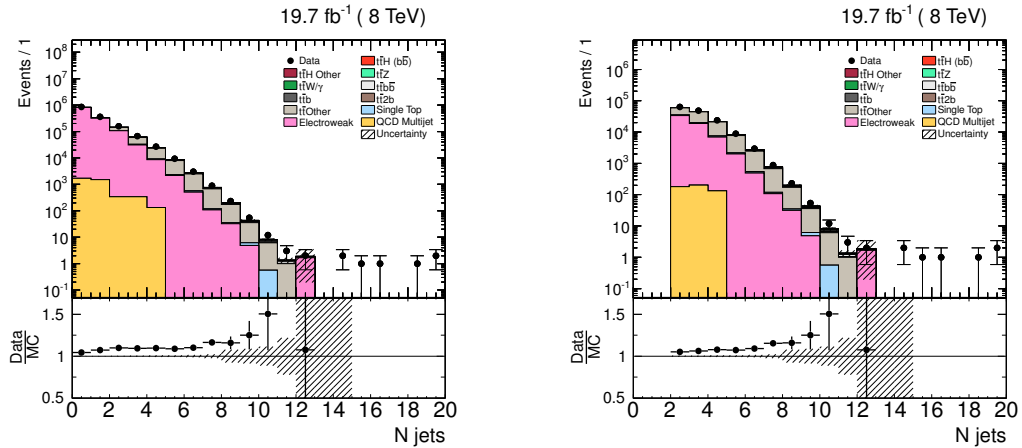 19.7 fb⁻¹ ( 8 TeV)
Events / 1
10⁸
10⁷
10⁶
10⁵
10⁴
10³
10²
10
1
10⁻¹
Data
tt̄H Other
tt̄W/γ
tt̄b
tt̄Other
Electroweak
tt̄H (bb̄)
tt̄Z
tt̄bb̄
tt̄2b
Single Top
QCD Multijet
Uncertainty
Data
MC
1.5
1
0.5
0 2 4 6 8 10 12 14 16 18 20
N jets
19.7 fb⁻¹ ( 8 TeV)
Events / 1
10⁶
10⁵
10⁴
10³
10²
10
1
10⁻¹
Data
tt̄H Other
tt̄W/γ
tt̄b
tt̄Other
Electroweak
tt̄H (bb̄)
tt̄Z
tt̄bb̄
tt̄2b
Single Top
QCD Multijet
Uncertainty
Data
MC
1.5
1
0.5
0 2 4 6 8 10 12 14 16 18 20
N jets